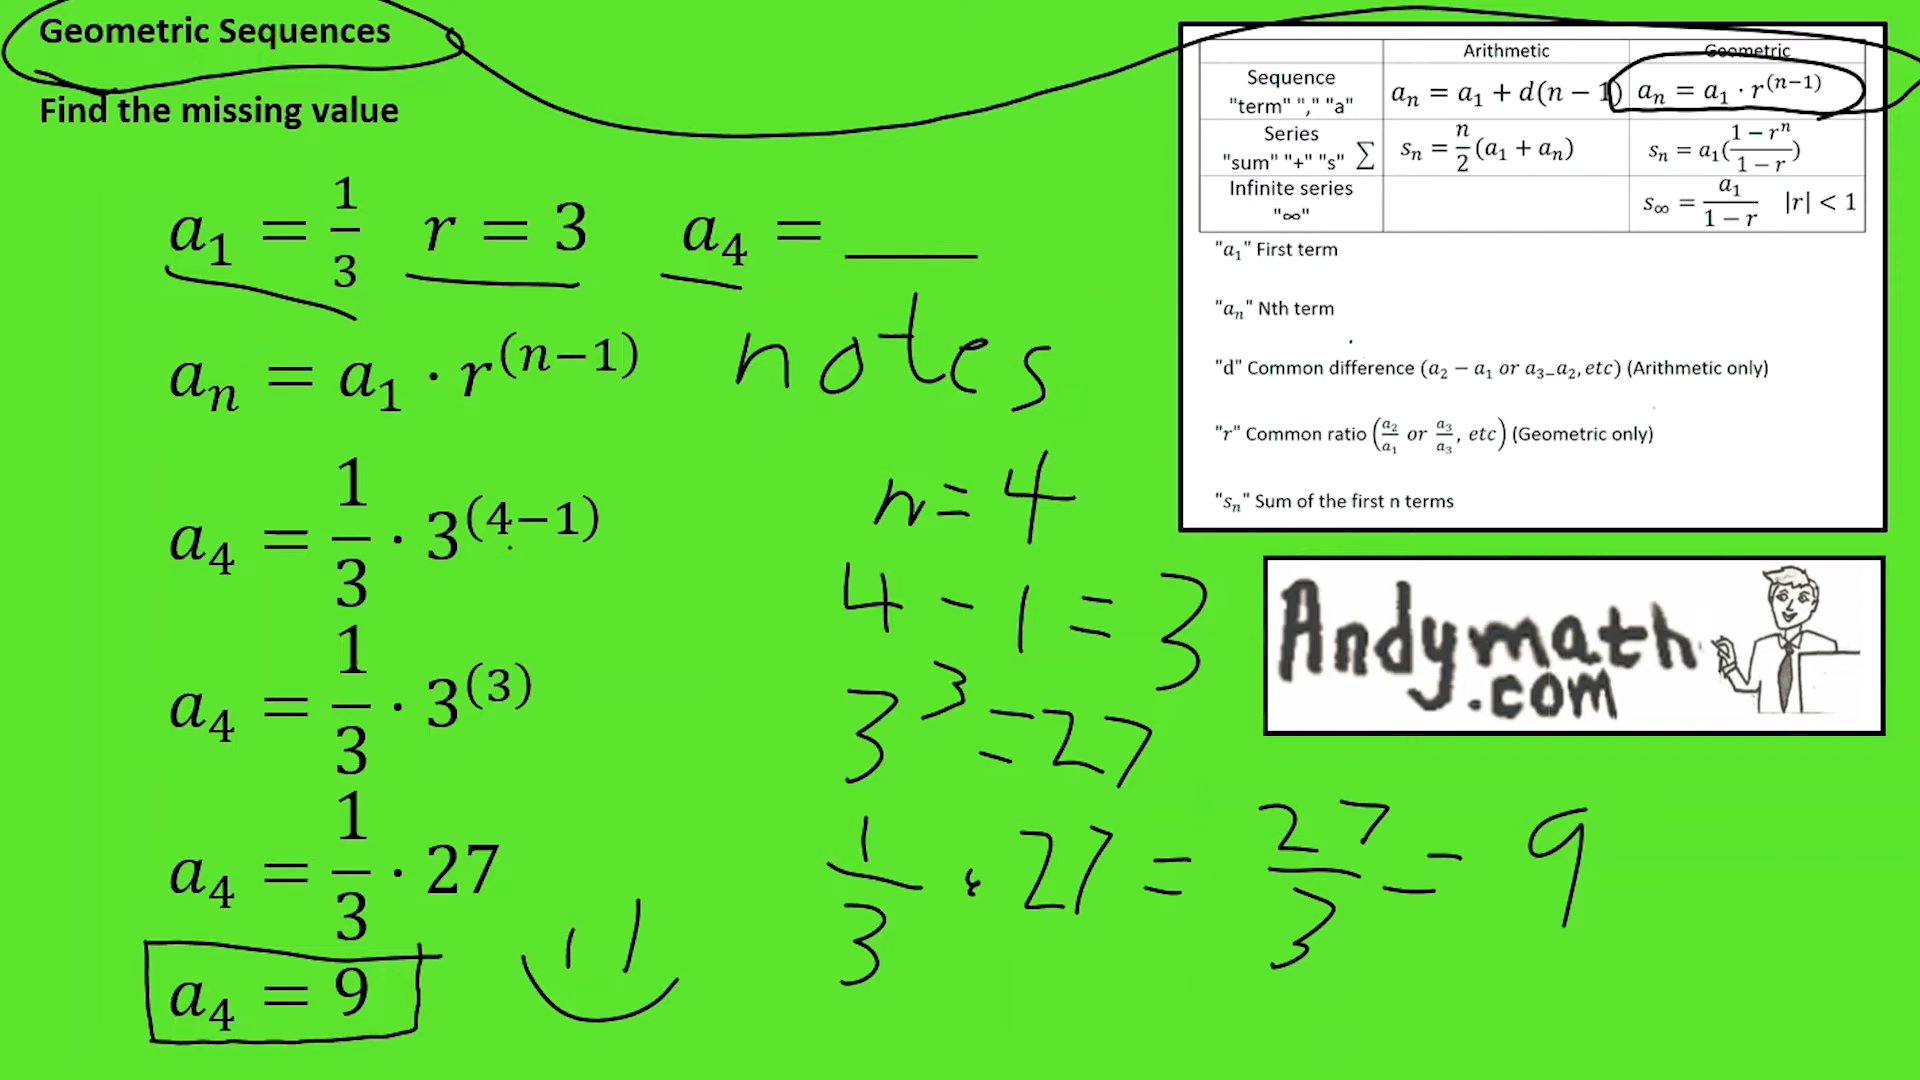 Geometric Sequences
Find the missing value
a₁ = 1/3 r = 3 a₄ = ____
aₙ = a₁ · r⁽ⁿ⁻¹⁾
a₄ = 1/3 · 3⁽⁴⁻¹⁾
a₄ = 1/3 · 3⁽³⁾
a₄ = 1/3 · 27
a₄ = 9
notes
n = 4
4 - 1 = 3
3³ = 27
1/3 · 27 = 27/3 = 9
Arithmetic Geometric
Sequence "term" "," "a" aₙ = a₁ + d(n − 1) aₙ = a₁ · r⁽ⁿ⁻¹⁾
Series "sum" "+" "s" ∑ sₙ = n/2 (a₁ + aₙ) sₙ = a₁((1 − rⁿ)/(1 − r))
Infinite series "∞" s∞ = a₁/(1 − r) |r| < 1
"a₁" First term
"aₙ" Nth term
"d" Common difference (a₂ − a₁ or a₃₋a₂, etc) (Arithmetic only)
"r" Common ratio (a₂/a₁ or a₃/a₃, etc) (Geometric only)
"sₙ" Sum of the first n terms
Andymath
.com